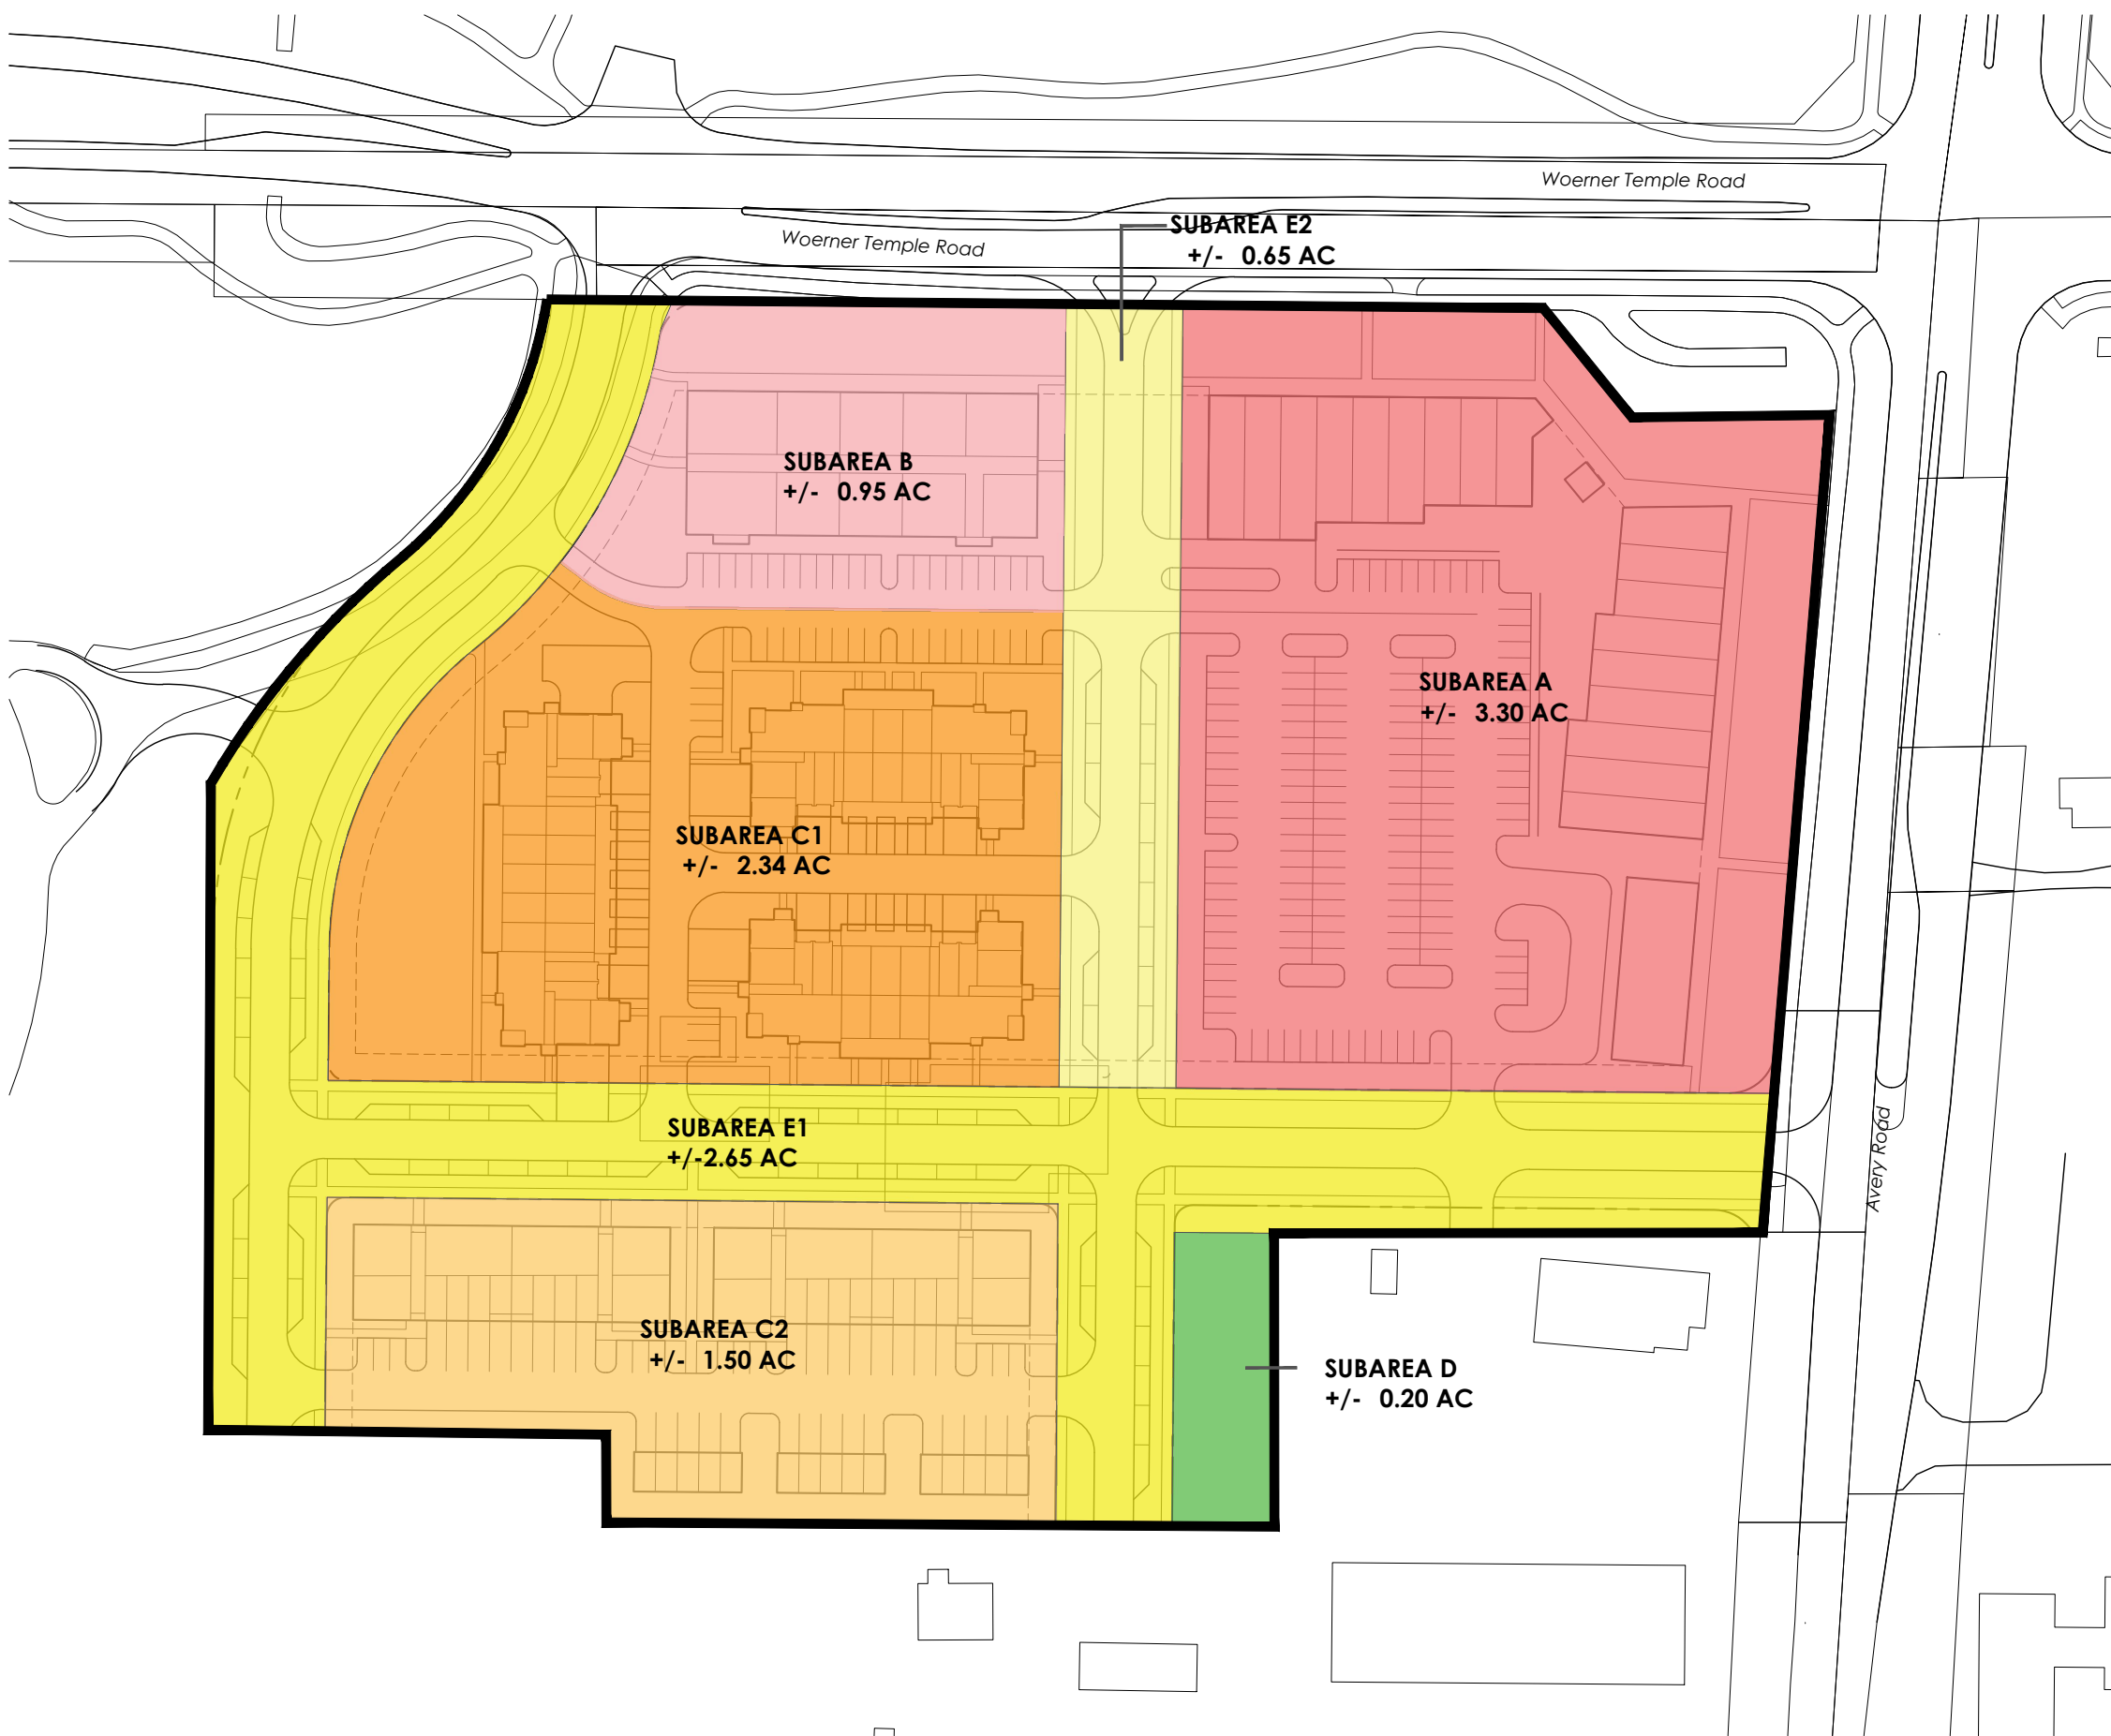 Woerner Temple Road
SUBAREA E2
+/- 0.65 AC
Woerner Temple Road
SUBAREA B
+/- 0.95 AC
SUBAREA A
+/- 3.30 AC
SUBAREA C1
+/- 2.34 AC
SUBAREA E1
+/-2.65 AC
Avery Road
SUBAREA C2
+/- 1.50 AC
SUBAREA D
+/- 0.20 AC